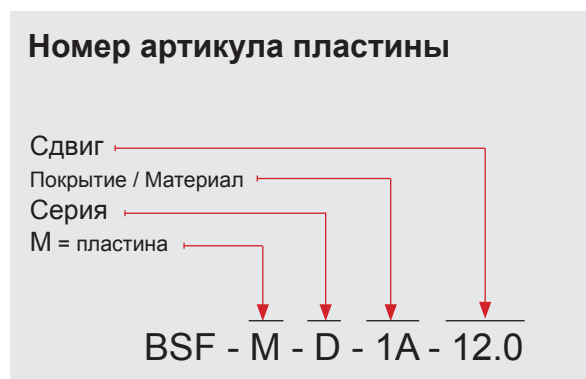 Номер артикула пластины
Сдвиг
Покрытие / Материал
Серия
М = пластина
BSF - M - D - 1A - 12.0